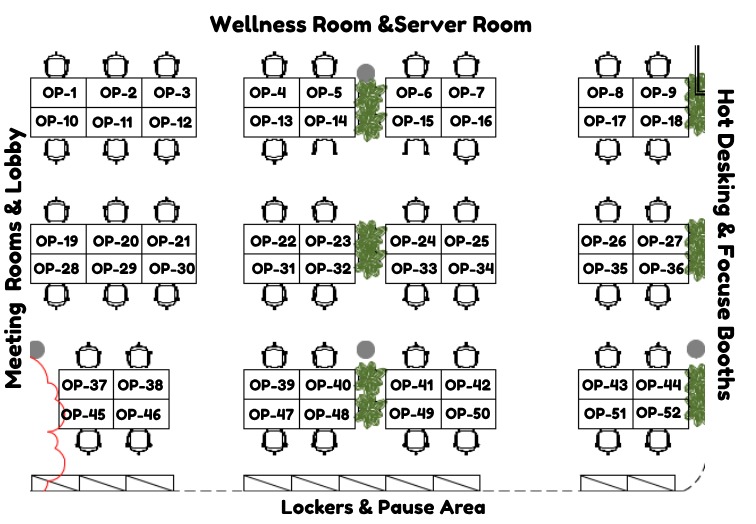 Wellness Room &Server Room
Meeting Rooms & Lobby
Hot Desking & Focuse Booths
OP-1 OP-2 OP-3 OP-4 OP-5 OP-6 OP-7 OP-8 OP-9
OP-10 OP-11 OP-12 OP-13 OP-14 OP-15 OP-16 OP-17 OP-18
OP-19 OP-20 OP-21 OP-22 OP-23 OP-24 OP-25 OP-26 OP-27
OP-28 OP-29 OP-30 OP-31 OP-32 OP-33 OP-34 OP-35 OP-36
OP-37 OP-38 OP-39 OP-40 OP-41 OP-42 OP-43 OP-44
OP-45 OP-46 OP-47 OP-48 OP-49 OP-50 OP-51 OP-52
Lockers & Pause Area